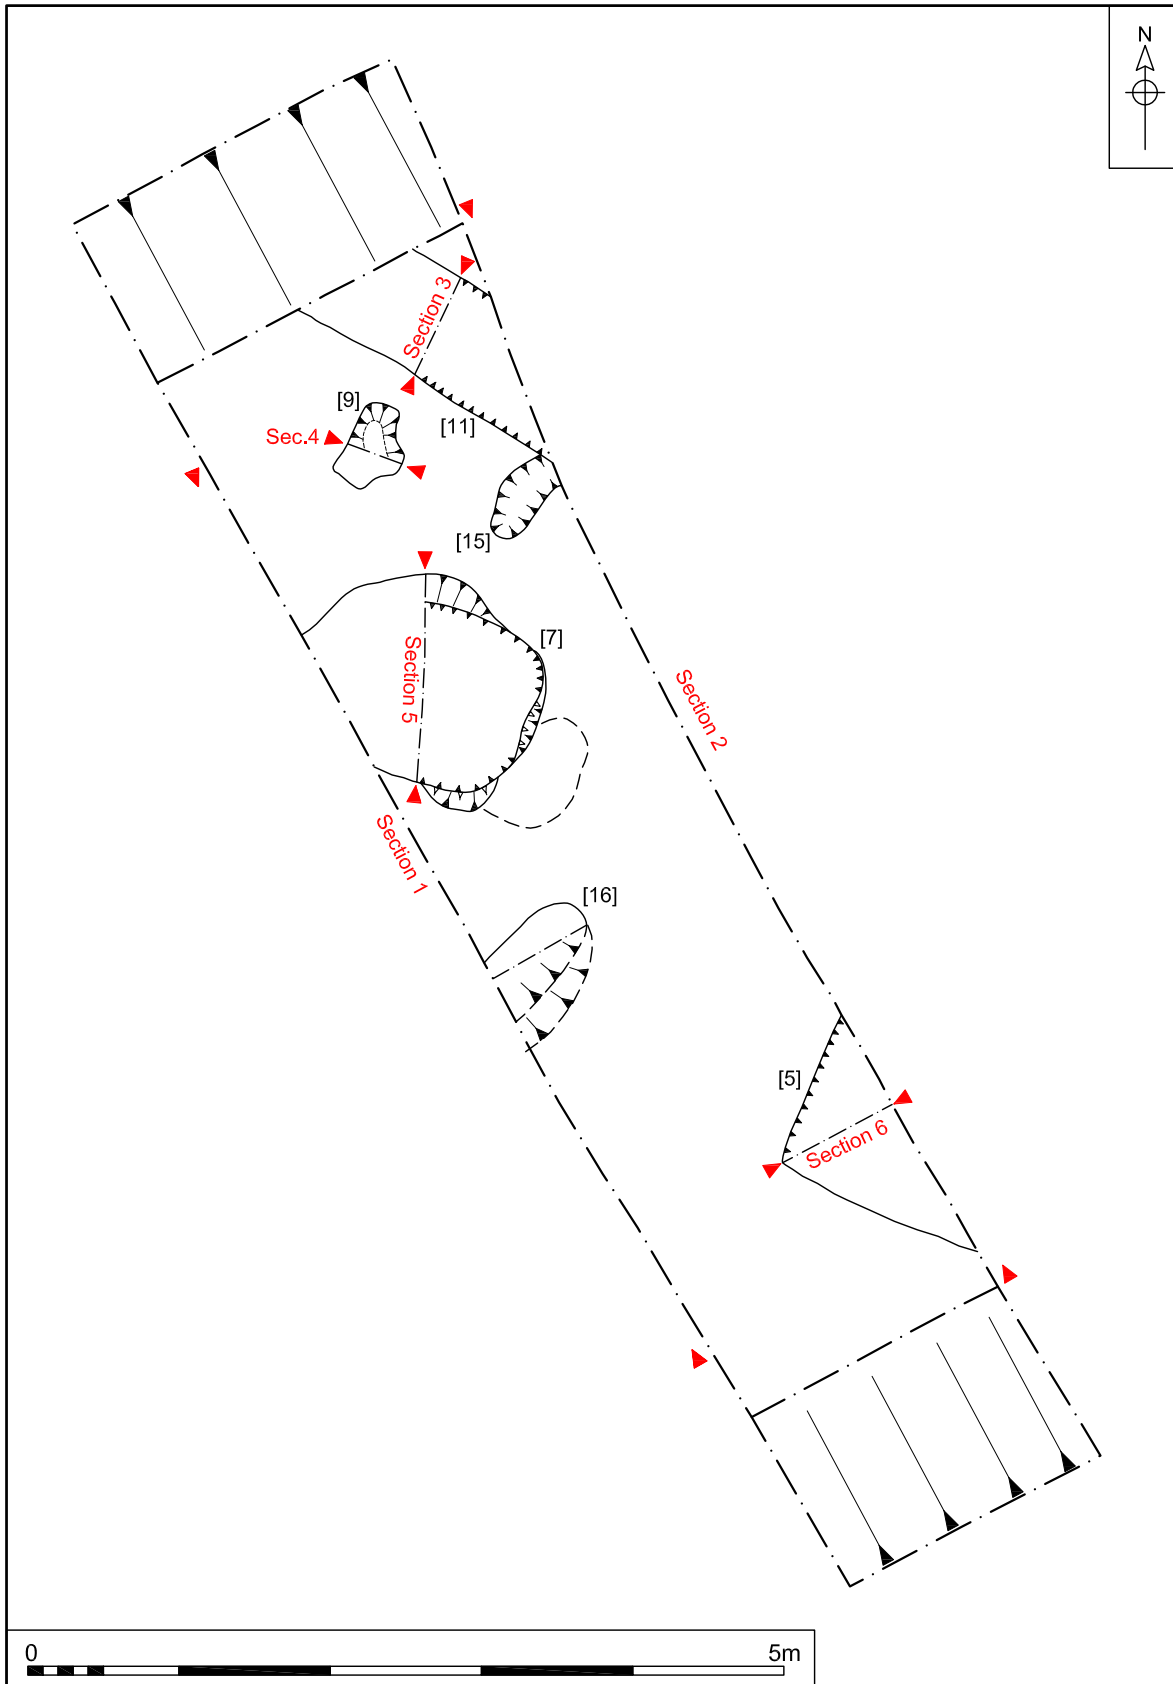 N
Section 3
[9]
[11]
Sec.4
[15]
[7]
Section 5
Section 2
Section 1
[16]
[5]
Section 6
0 5m